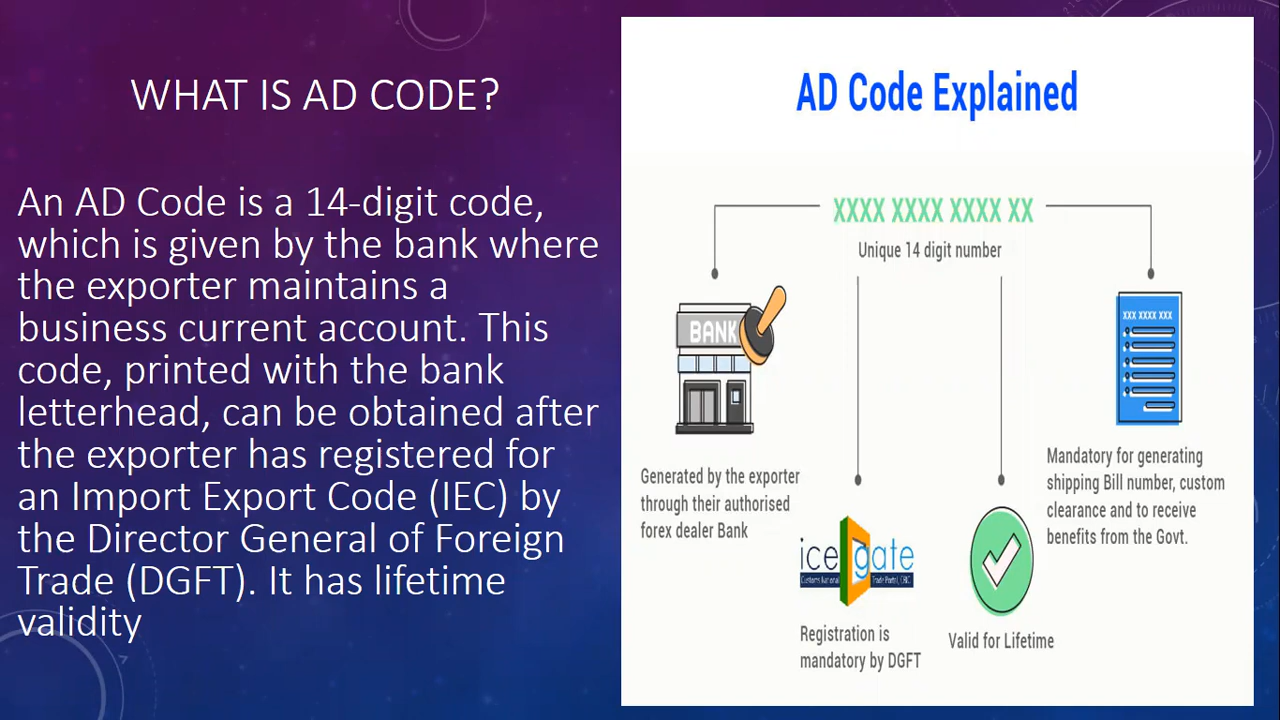 WHAT IS AD CODE?
An AD Code is a 14-digit code,
which is given by the bank where
the exporter maintains a
business current account. This
code, printed with the bank
letterhead, can be obtained after
the exporter has registered for
an Import Export Code (IEC) by
the Director General of Foreign
Trade (DGFT). It has lifetime
validity
AD Code Explained
XXXX XXXX XXXX XX
Unique 14 digit number
BANK
Generated by the exporter
through their authorised
forex dealer Bank
icegate
Customs National Trade Portal, CBIC
Registration is
mandatory by DGFT
Valid for Lifetime
XXX XXXX XXX
Mandatory for generating
shipping Bill number, custom
clearance and to receive
benefits from the Govt.